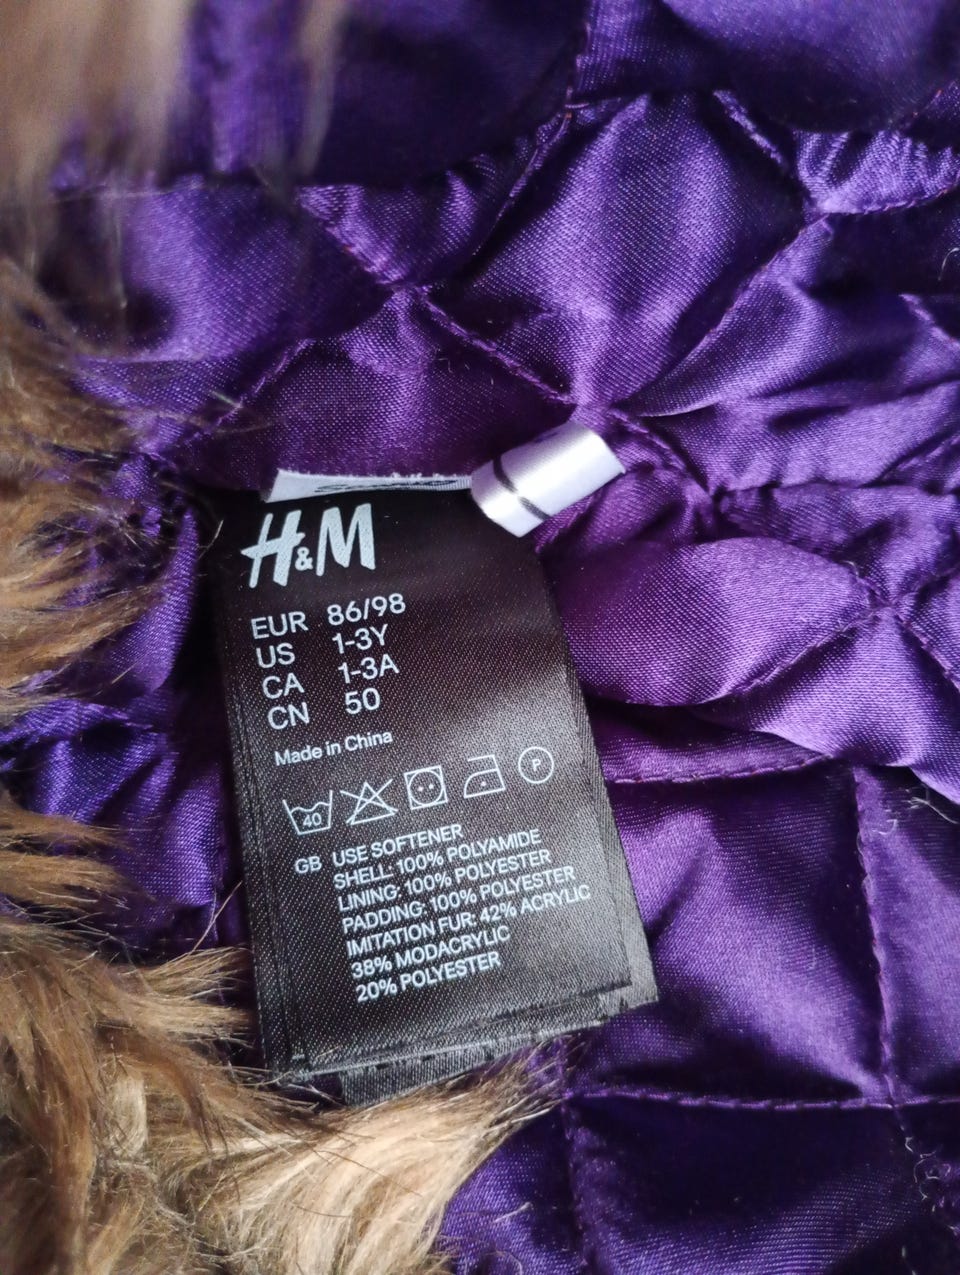 H&M
EUR 86/98
US 1-3Y
CA 1-3A
CN 50
Made in China
40 P
GB USE SOFTENER
SHELL: 100% POLYAMIDE
LINING: 100% POLYESTER
PADDING: 100% POLYESTER
IMITATION FUR: 42% ACRYLIC
38% MODACRYLIC
20% POLYESTER